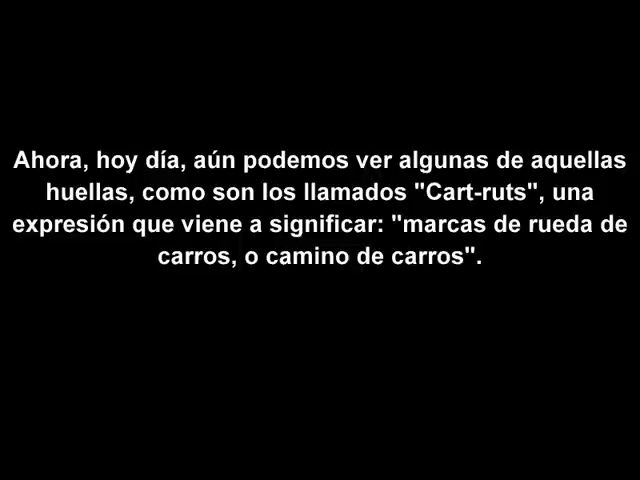 Ahora, hoy día, aún podemos ver algunas de aquellas
huellas, como son los llamados "Cart-ruts", una
expresión que viene a significar: "marcas de rueda de
carros, o camino de carros".